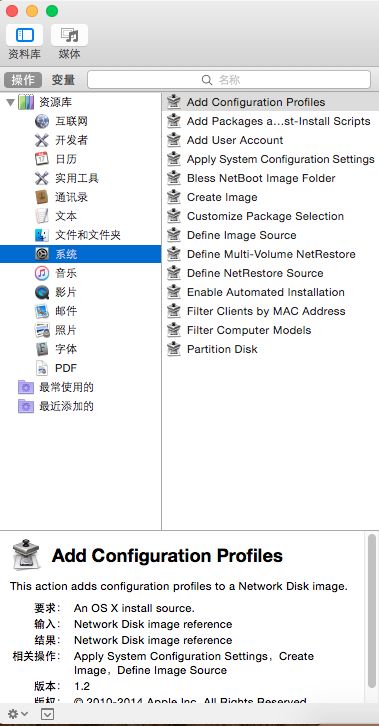 资料库 媒体
操作 变量 名称
资源库
互联网
开发者
日历
实用工具
通讯录
文本
文件和文件夹
系统
音乐
影片
邮件
照片
字体
PDF
最常使用的
最近添加的
Add Configuration Profiles
Add Packages a...st-Install Scripts
Add User Account
Apply System Configuration Settings
Bless NetBoot Image Folder
Create Image
Customize Package Selection
Define Image Source
Define Multi-Volume NetRestore
Define NetRestore Source
Enable Automated Installation
Filter Clients by MAC Address
Filter Computer Models
Partition Disk
Add Configuration Profiles
This action adds configuration profiles to a Network Disk image.
要求： An OS X install source.
输入： Network Disk image reference
结果： Network Disk image reference
相关操作： Apply System Configuration Settings，Create
Image，Define Image Source
版本： 1.2
版权： © 2010-2014 Apple Inc. All Rights Reserved